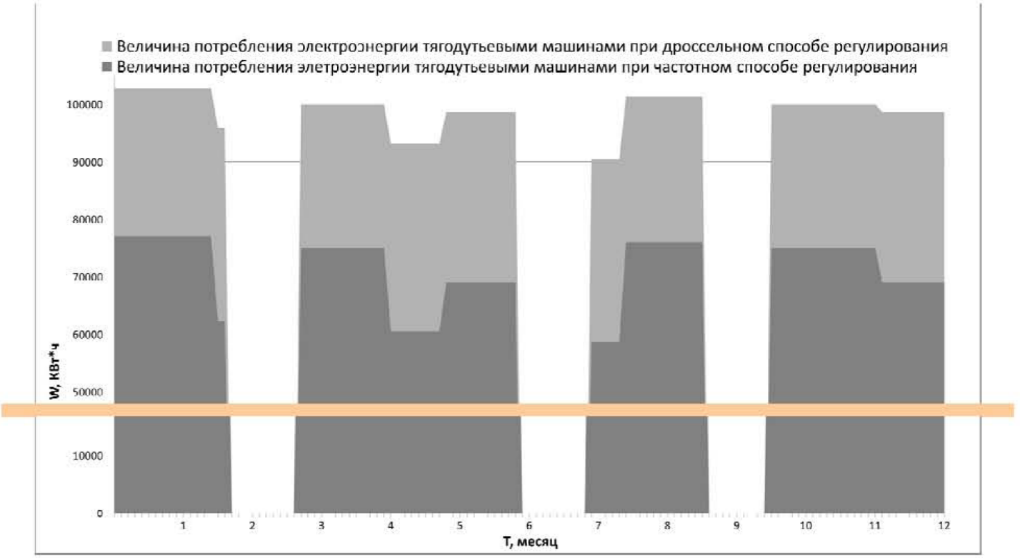 Величина потребления электроэнергии тягодутьевыми машинами при дроссельном способе регулирования
Величина потребления элетроэнергии тягодутьевыми машинами при частотном способе регулирования
100000
90000
80000
70000
60000
50000
10000
0
W, КВт*ч
1 2 3 4 5 6 7 8 9 10 11 12
Т, месяц